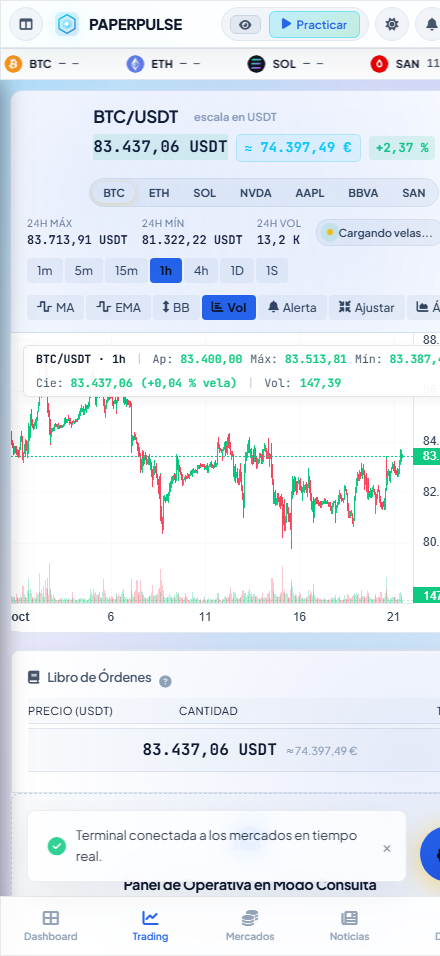 PAPERPULSE
Practicar
BTC – –
ETH – –
SOL – –
SAN 11
BTC/USDT escala en USDT
83.437,06 USDT ≈ 74.397,49 € +2,37 %
BTC ETH SOL NVDA AAPL BBVA SAN
24H MÁX 24H MÍN 24H VOL
83.713,91 USDT 81.322,22 USDT 13,2 K
Cargando velas...
1m 5m 15m 1h 4h 1D 1S
MA EMA BB Vol Alerta Ajustar Á
88.
BTC/USDT · 1h | Ap: 83.400,00 Máx: 83.513,81 Mín: 83.387,4
Cie: 83.437,06 (+0,04 % vela) | Vol: 147,39
84.
83.
82.
80.
147
oct 6 11 16 21
Libro de Órdenes ?
PRECIO (USDT) CANTIDAD T
83.437,06 USDT ≈74.397,49 €
Terminal conectada a los mercados en tiempo
real.
×
Panel de Operativa en Modo Consulta
Dashboard Trading Mercados Noticias D